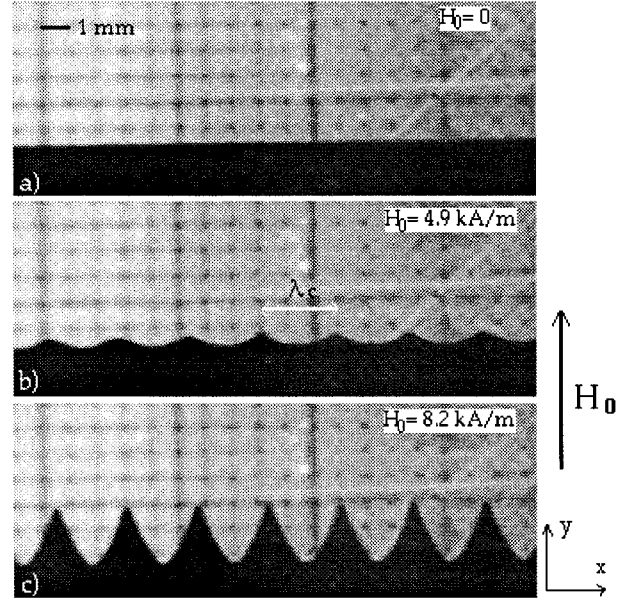 H₀= 0
1 mm
a)
H₀= 4.9 kA/m
λc
b)
H₀
H₀= 8.2 kA/m
y
x
c)